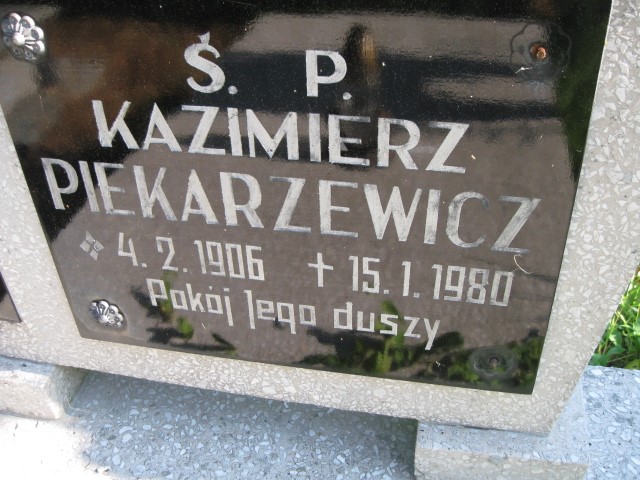 Ś. P.
KAZIMIERZ
PIEKARZEWICZ
4. 2. 1906 † 15. 1. 1980
Pokój Jego duszy